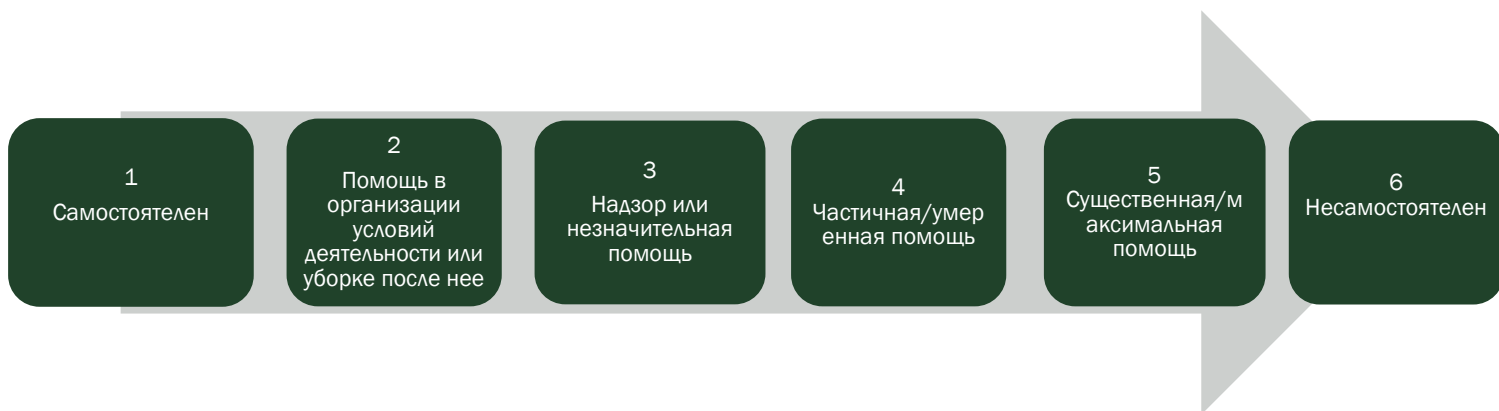 1
Самостоятелен
2
Помощь в
организации
условий
деятельности или
уборке после нее
3
Надзор или
незначительная
помощь
4
Частичная/умер
енная помощь
5
Существенная/м
аксимальная
помощь
6
Несамостоятелен